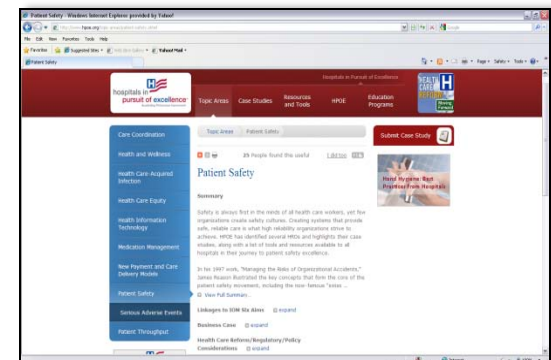 Patient Safety - Windows Internet Explorer provided by Yahoo!
File Edit View Favorites Tools Help
Favorites Suggested Sites Yahoo! Mail
Patient Safety
Page Safety Tools
Hospitals in Pursuit of Excellence
hospitals in
pursuit of excellence
Topic Areas
Case Studies
Resources
and Tools
HPOE
Education
Programs
HEALTH
CARE
Moving
Forward
Care Coordination
Health and Wellness
Health Care-Acquired
Infection
Health Care Equity
Health Information
Technology
Medication Management
New Payment and Care
Delivery Models
Patient Safety
Serious Adverse Events
Patient Throughput
Topic Areas Patient Safety
25 People found this useful
Patient Safety
Summary
Safety is always first in the minds of all health care workers, yet few
organizations create safety cultures. Creating systems that provide
safe, reliable care is what high reliability organizations strive to
achieve. HPOE has identified several HROs and highlights their case
studies, along with a list of tools and resources available to all
hospitals in their journey to patient safety excellence.
In his 1997 work, "Managing the Risks of Organizational Accidents,"
James Reason illustrated the key concepts that form the core of the
patient safety movement, including the now-famous "swiss ...
View Full Summary...
Linkages to IOM Six Aims expand
Business Case expand
Health Care Reform/Regulatory/Policy
Considerations expand
Submit Case Study
Hand Hygiene: Best
Practices from Hospitals